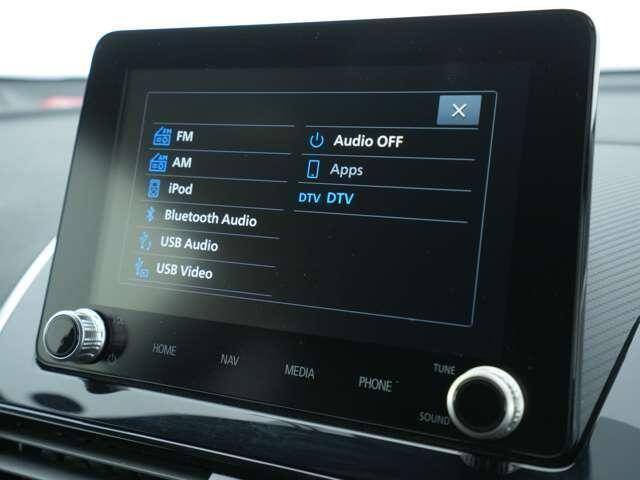 FM
AM
iPod
Bluetooth Audio
USB Audio
USB Video
Audio OFF
Apps
DTV DTV
VOL
HOME
NAV
MEDIA
PHONE
TUNE
SOUND